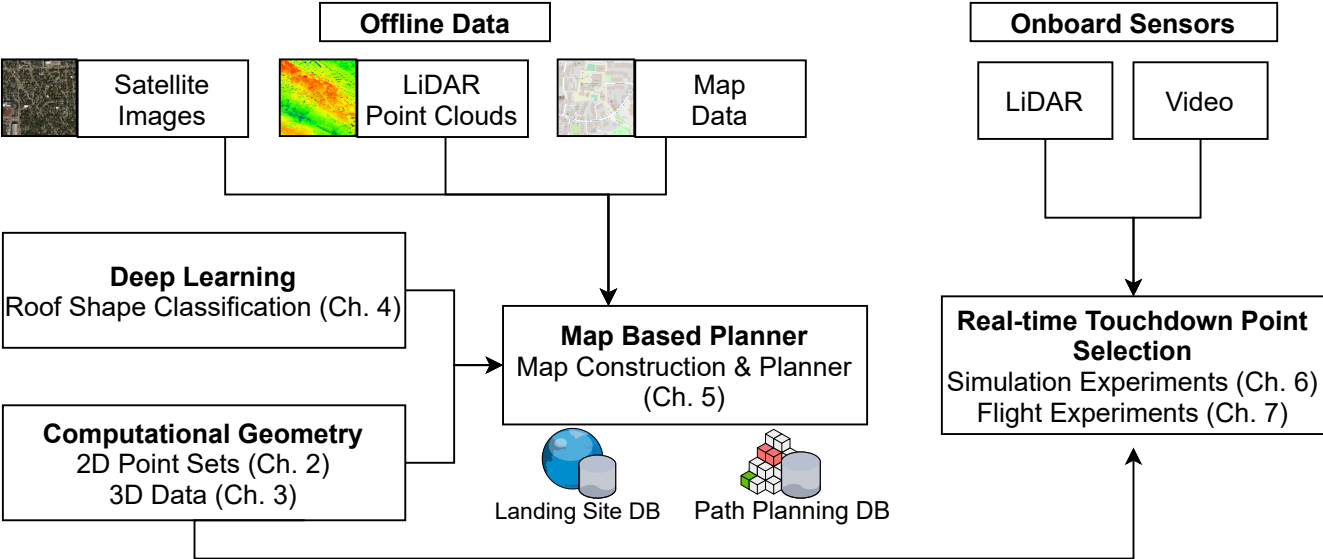 Offline Data
Onboard Sensors
Satellite
Images
LiDAR
Point Clouds
Map
Data
LiDAR
Video
Deep Learning
Roof Shape Classification (Ch. 4)
Map Based Planner
Map Construction & Planner
(Ch. 5)
Real-time Touchdown Point
Selection
Simulation Experiments (Ch. 6)
Flight Experiments (Ch. 7)
Computational Geometry
2D Point Sets (Ch. 2)
3D Data (Ch. 3)
Landing Site DB
Path Planning DB